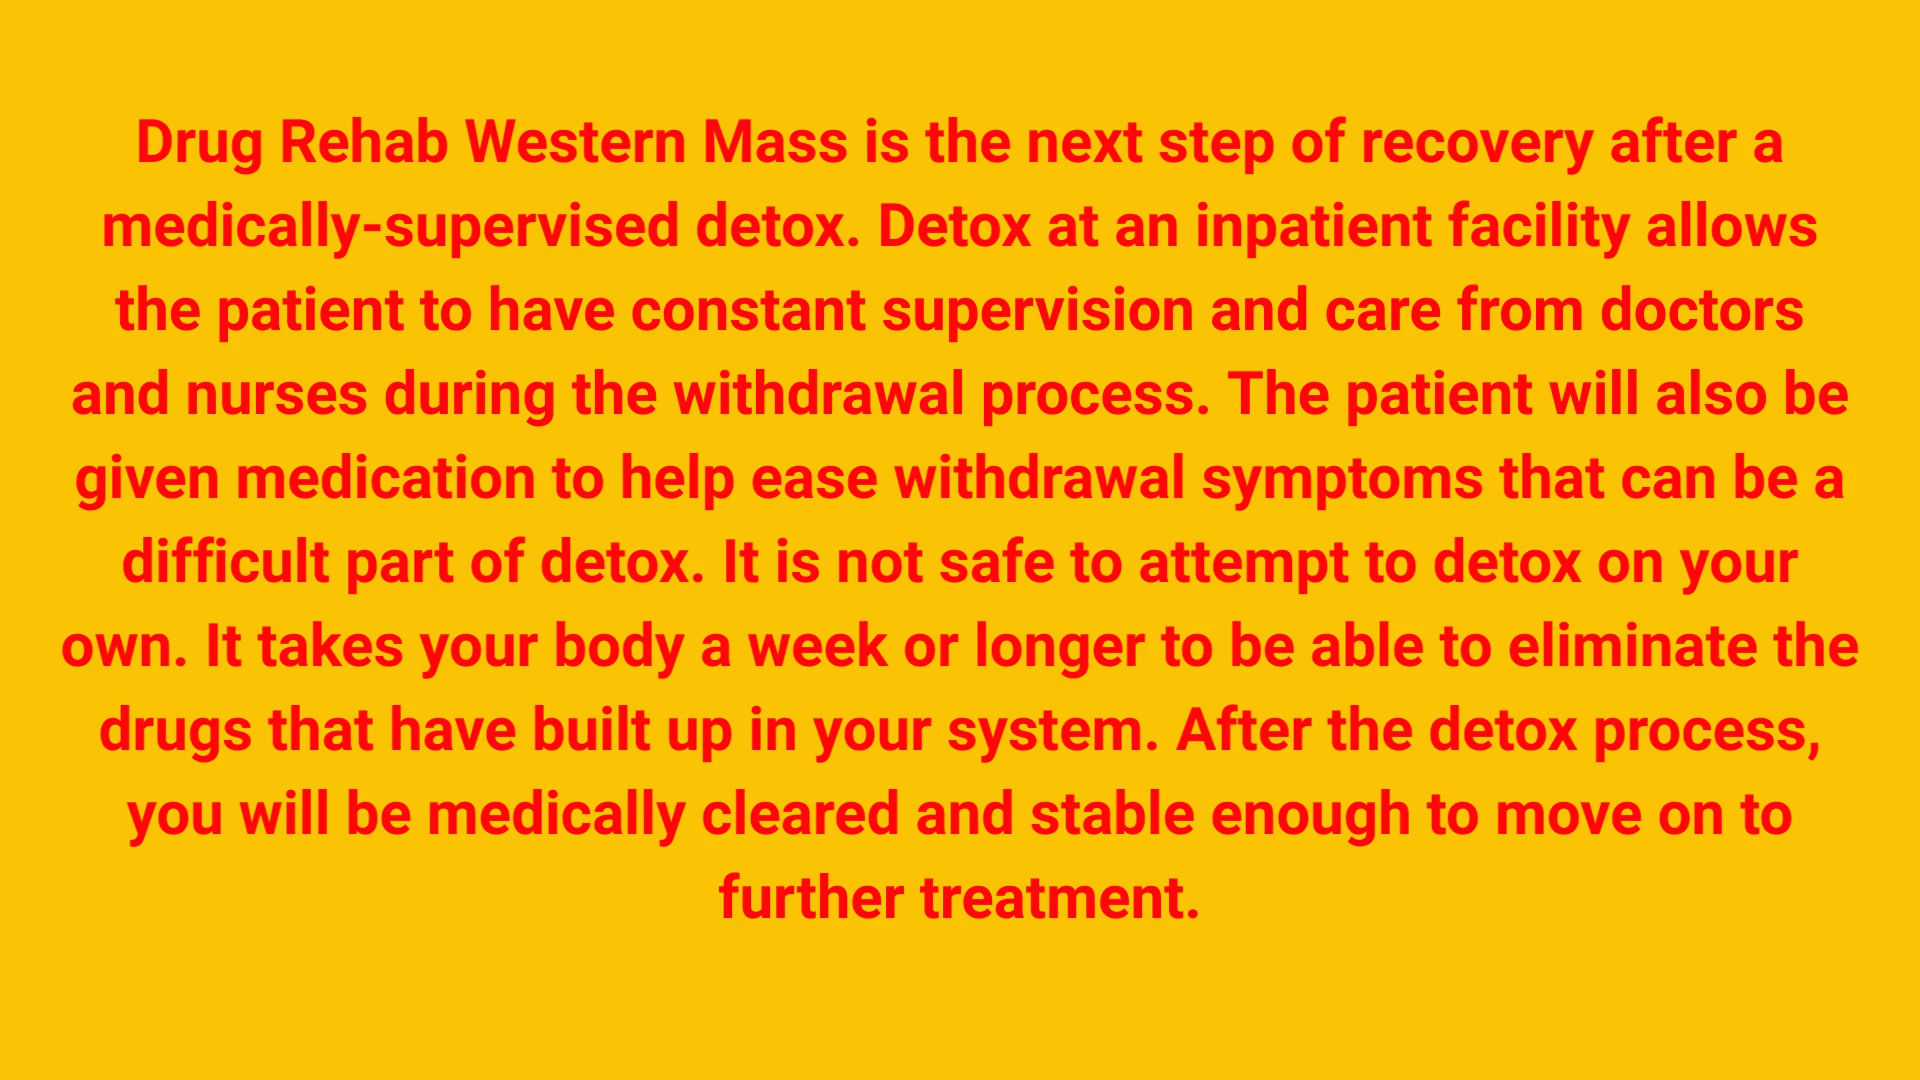 Drug Rehab Western Mass is the next step of recovery after a
medically-supervised detox. Detox at an inpatient facility allows
the patient to have constant supervision and care from doctors
and nurses during the withdrawal process. The patient will also be
given medication to help ease withdrawal symptoms that can be a
difficult part of detox. It is not safe to attempt to detox on your
own. It takes your body a week or longer to be able to eliminate the
drugs that have built up in your system. After the detox process,
you will be medically cleared and stable enough to move on to
further treatment.